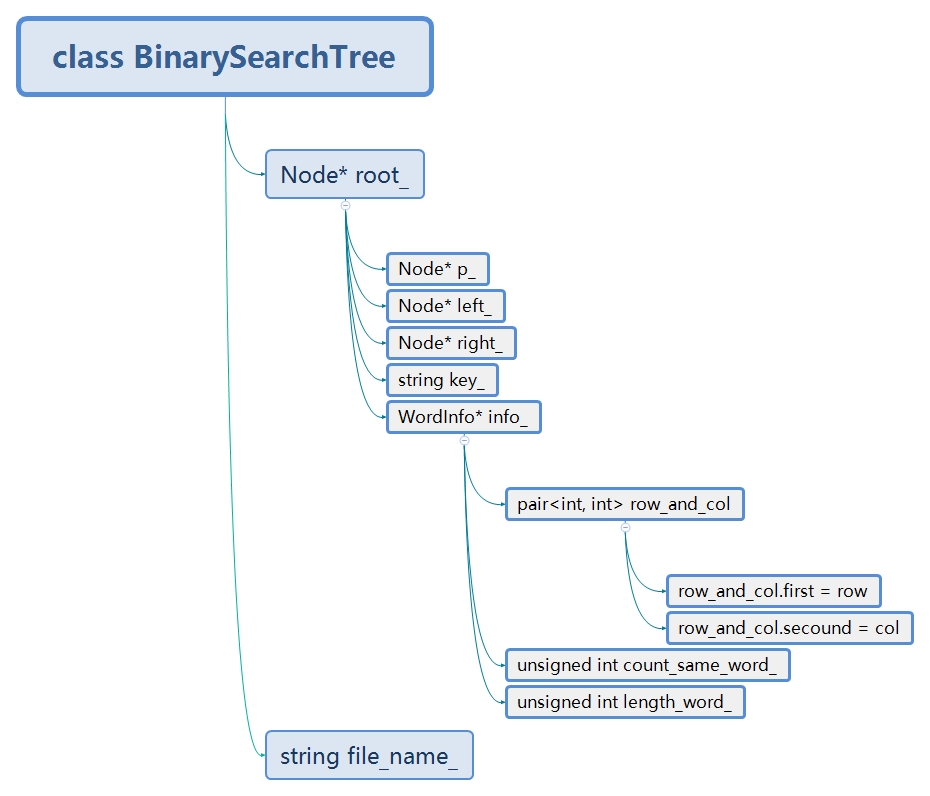 class BinarySearchTree
Node* root_
Node* p_
Node* left_
Node* right_
string key_
WordInfo* info_
pair<int, int> row_and_col
row_and_col.first = row
row_and_col.secound = col
unsigned int count_same_word_
unsigned int length_word_
string file_name_